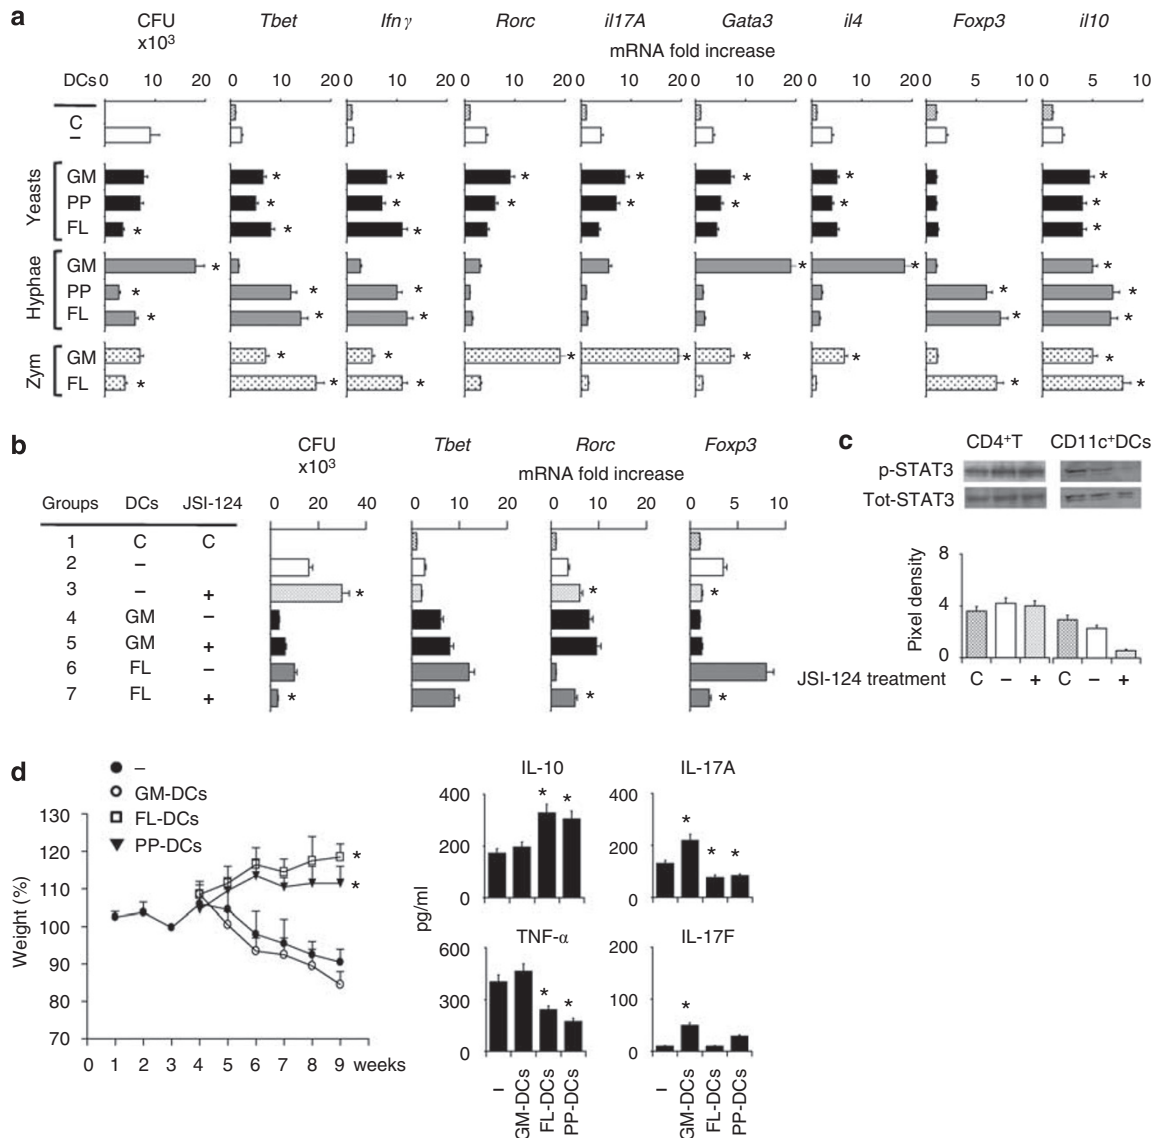 a
CFU Tbet Ifnγ Rorc il17A Gata3 il4 Foxp3 il10
x10³
mRNA fold increase
DCs 0 10 20 0 10 20 0 10 20 0 10 20 0 10 20 0 10 20 0 10 20 0 5 10 0 5 10
C
–
Yeasts
GM * * * * * * *
PP * * * * * * *
FL * * * *
Hyphae
GM * * * *
PP * * * * *
FL * * * * *
Zym
GM * * * * * * *
FL * * * * *
b
CFU Tbet Rorc Foxp3
x10³
mRNA fold increase
Groups DCs JSI-124 0 20 40 0 10 20 0 10 20 0 5 10
1 C C
2 – –
3 – + * * *
4 GM –
5 GM +
6 FL –
7 FL + * * *
c
CD4⁺T CD11c⁺DCs
p-STAT3
Tot-STAT3
Pixel density
8
4
0
JSI-124 treatment C – + C – +
d
–
GM-DCs
FL-DCs
PP-DCs
Weight (%)
130
120
110
100
90
80
70
0 1 2 3 4 5 6 7 8 9 weeks
*
*
pg/ml
IL-10
400
200
0
* *
IL-17A
400
200
0
* * *
TNF-α
600
300
0
* *
IL-17F
200
100
0
*
– GM-DCs FL-DCs PP-DCs
– GM-DCs FL-DCs PP-DCs